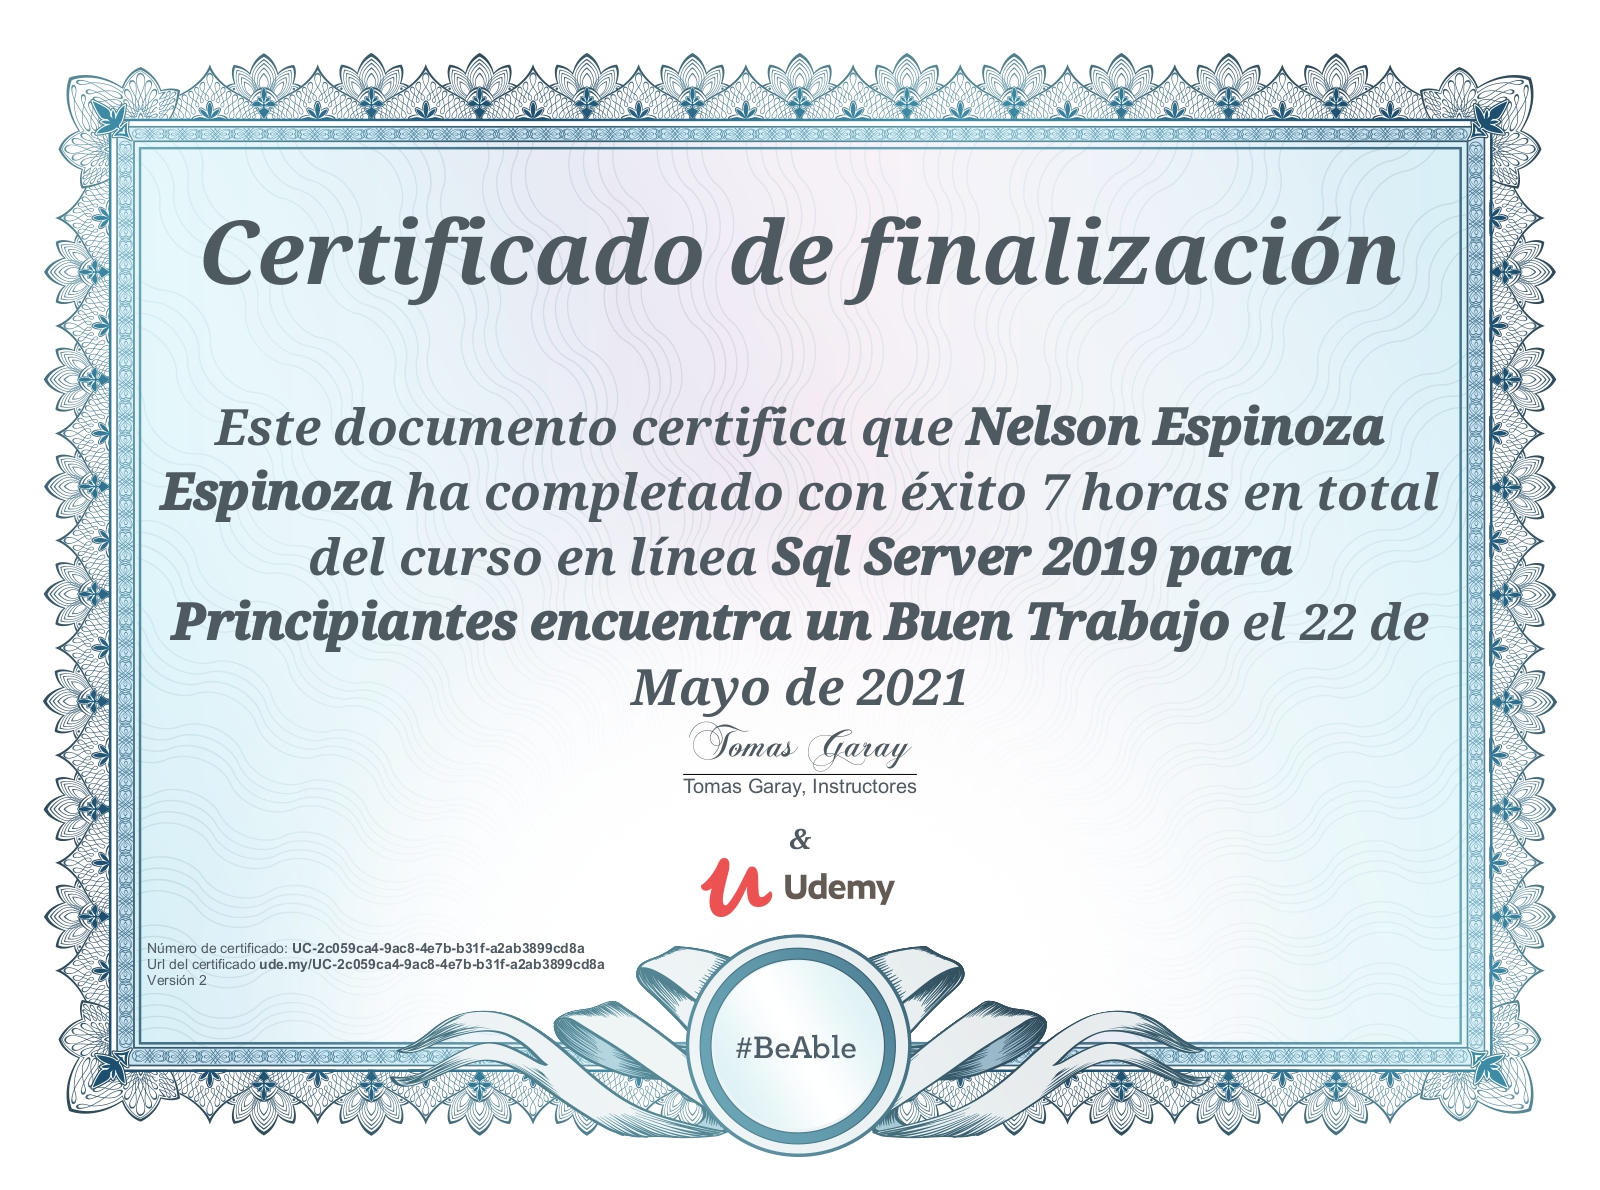 Certificado de finalización
Este documento certifica que Nelson Espinoza
Espinoza ha completado con éxito 7 horas en total
del curso en línea Sql Server 2019 para
Principiantes encuentra un Buen Trabajo el 22 de
Mayo de 2021
Tomas Garay
Tomas Garay, Instructores
&
Udemy
Número de certificado: UC-2c059ca4-9ac8-4e7b-b31f-a2ab3899cd8a
Url del certificado ude.my/UC-2c059ca4-9ac8-4e7b-b31f-a2ab3899cd8a
Versión 2
#BeAble